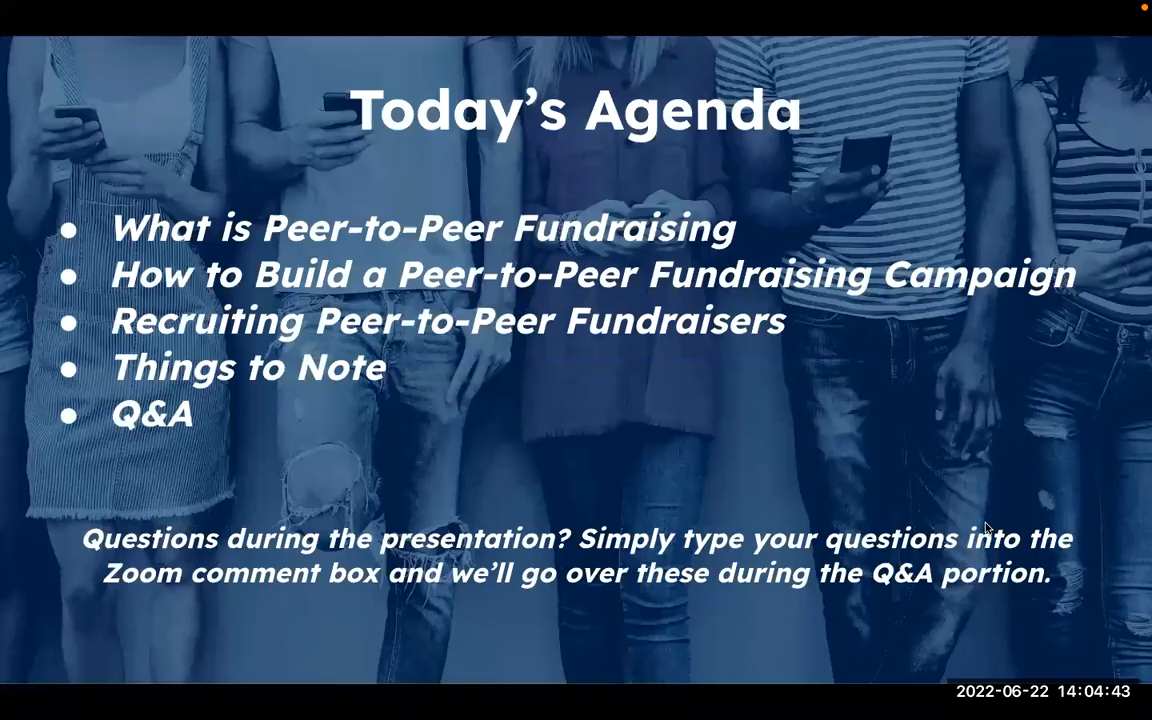 Today’s Agenda
● What is Peer-to-Peer Fundraising
● How to Build a Peer-to-Peer Fundraising Campaign
● Recruiting Peer-to-Peer Fundraisers
● Things to Note
● Q&A
Questions during the presentation? Simply type your questions into the
Zoom comment box and we’ll go over these during the Q&A portion.
2022-06-22 14:04:43